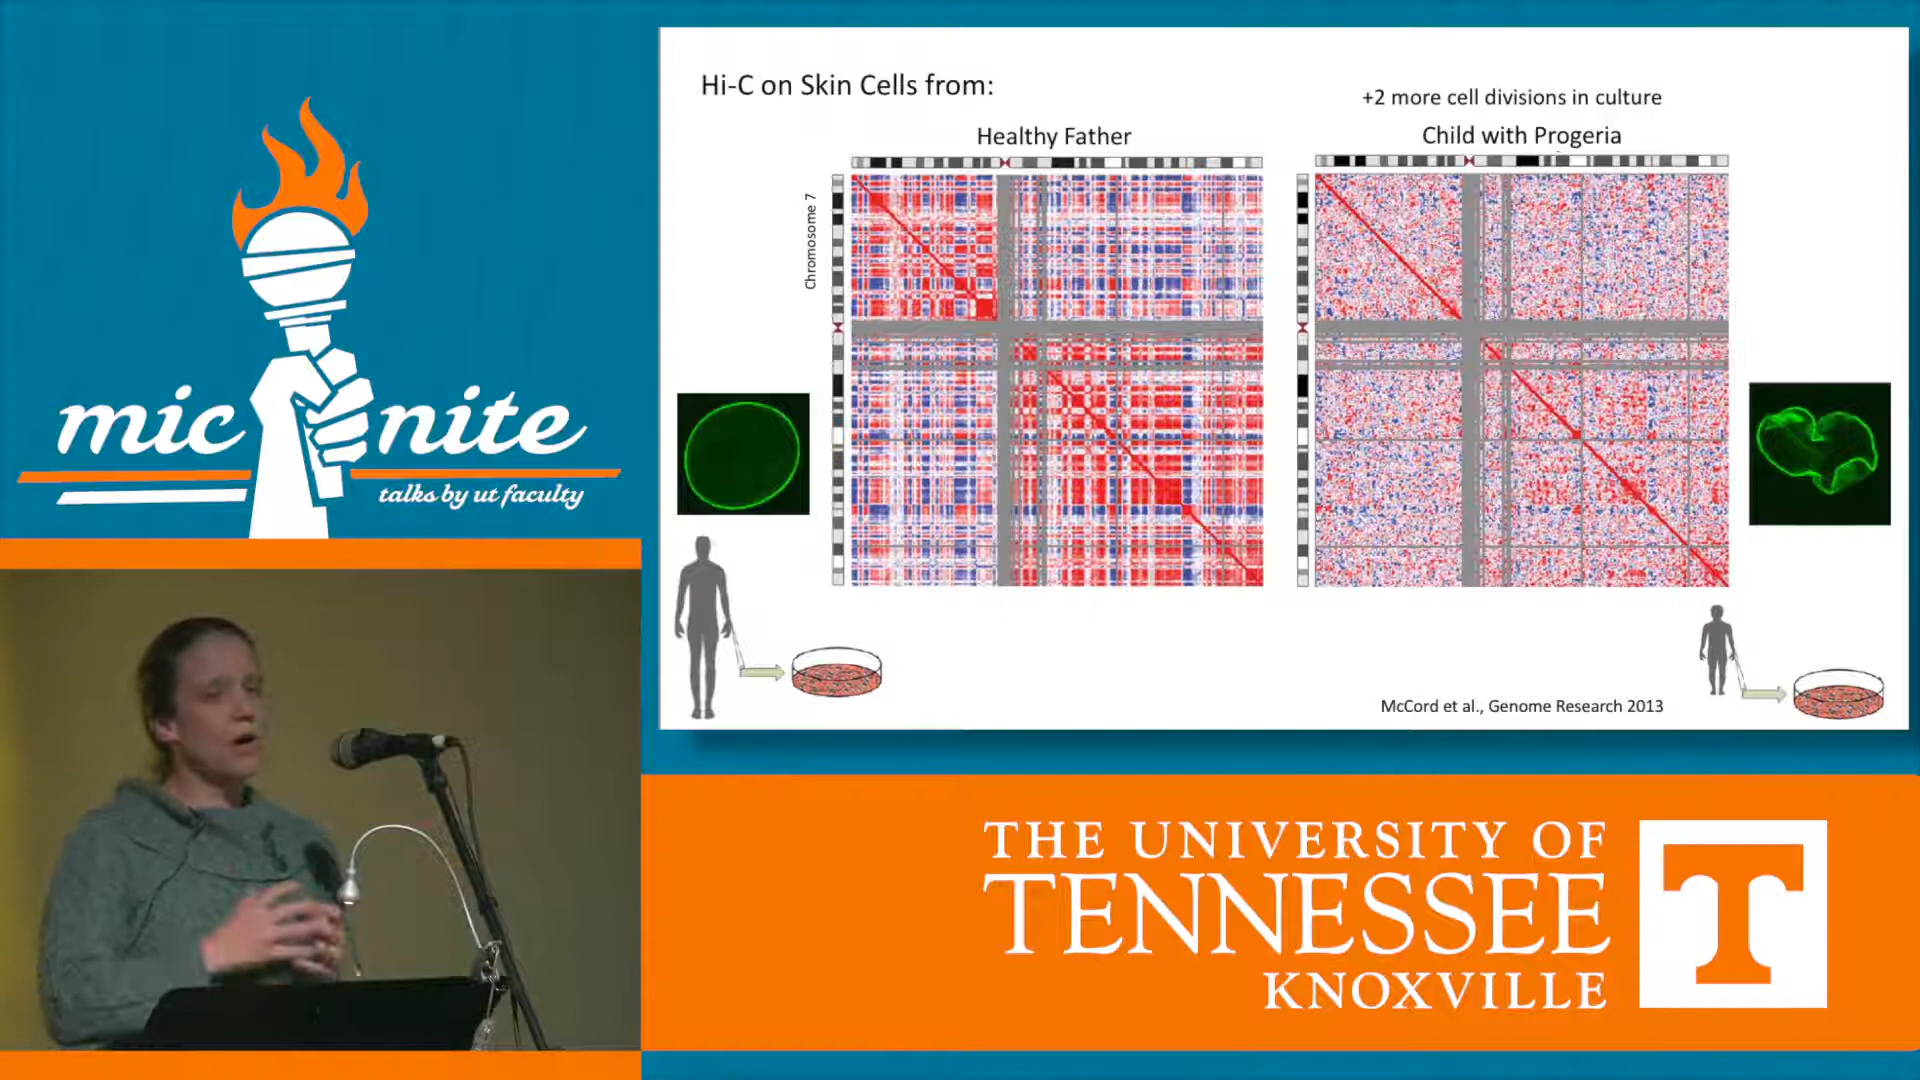 mic nite
talks by ut faculty
Hi-C on Skin Cells from:
+2 more cell divisions in culture
Healthy Father
Child with Progeria
Chromosome 7
McCord et al., Genome Research 2013
THE UNIVERSITY OF
TENNESSEE
KNOXVILLE
T